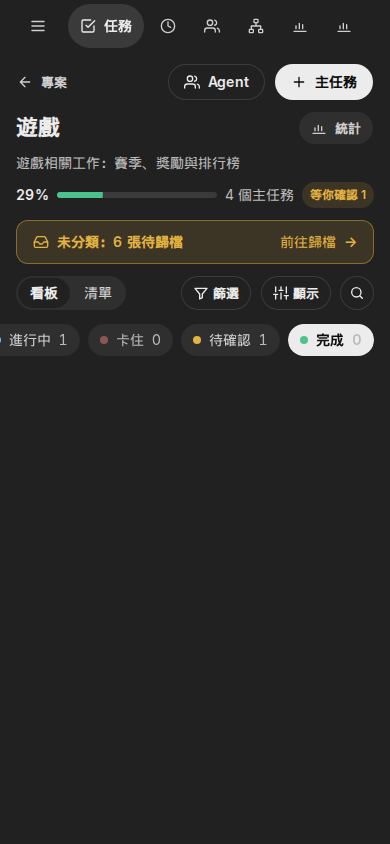 任務
專案
Agent
主任務
遊戲
統計
遊戲相關工作：賽季、獎勵與排行榜
29%
4 個主任務
等你確認 1
未分類：6 張待歸檔
前往歸檔
看板
清單
篩選
顯示
進行中 1
卡住 0
待確認 1
完成 0